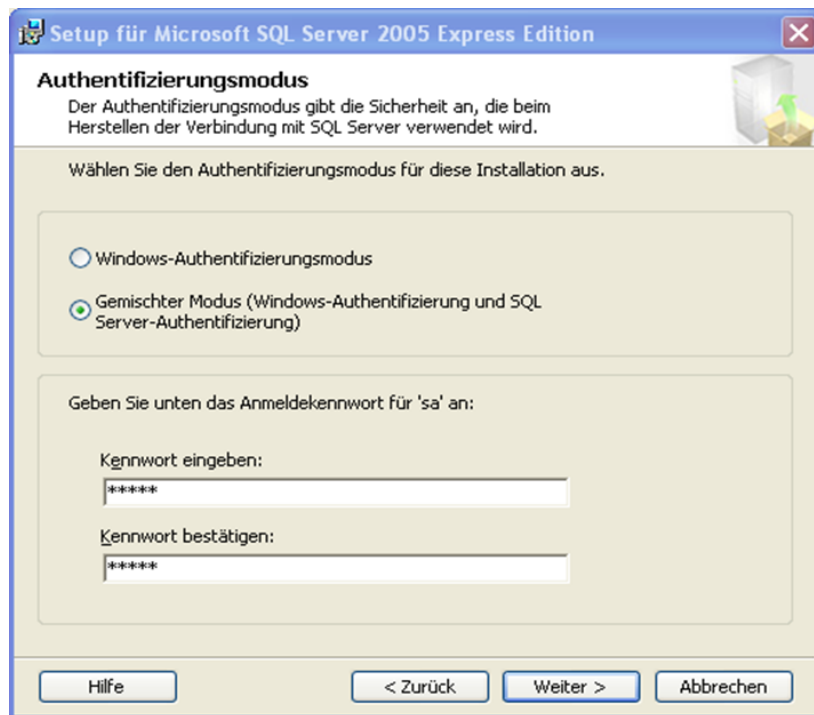 Setup für Microsoft SQL Server 2005 Express Edition
Authentifizierungsmodus
Der Authentifizierungsmodus gibt die Sicherheit an, die beim
Herstellen der Verbindung mit SQL Server verwendet wird.
Wählen Sie den Authentifizierungsmodus für diese Installation aus.
Windows-Authentifizierungsmodus
Gemischter Modus (Windows-Authentifizierung und SQL
Server-Authentifizierung)
Geben Sie unten das Anmeldekennwort für 'sa' an:
Kennwort eingeben:
*****
Kennwort bestätigen:
*****
Hilfe
< Zurück
Weiter >
Abbrechen